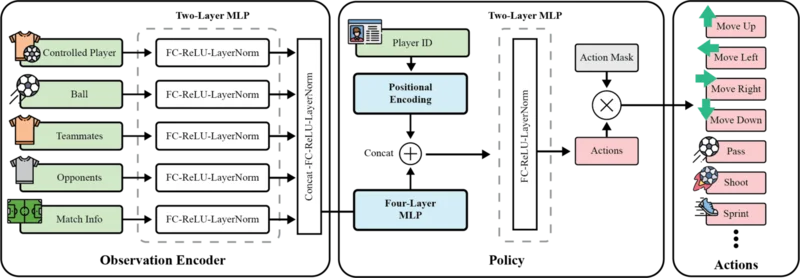 Two-Layer MLP
Controlled Player
FC-ReLU-LayerNorm
Ball
FC-ReLU-LayerNorm
Teammates
FC-ReLU-LayerNorm
Opponents
FC-ReLU-LayerNorm
Match Info
FC-ReLU-LayerNorm
Concat -FC-ReLU-LayerNorm
Observation Encoder
Two-Layer MLP
Player ID
Positional
Encoding
Concat
Four-Layer
MLP
FC-ReLU-LayerNorm
Action Mask
Actions
Policy
Move Up
Move Left
Move Right
Move Down
Pass
Shoot
Sprint
Actions